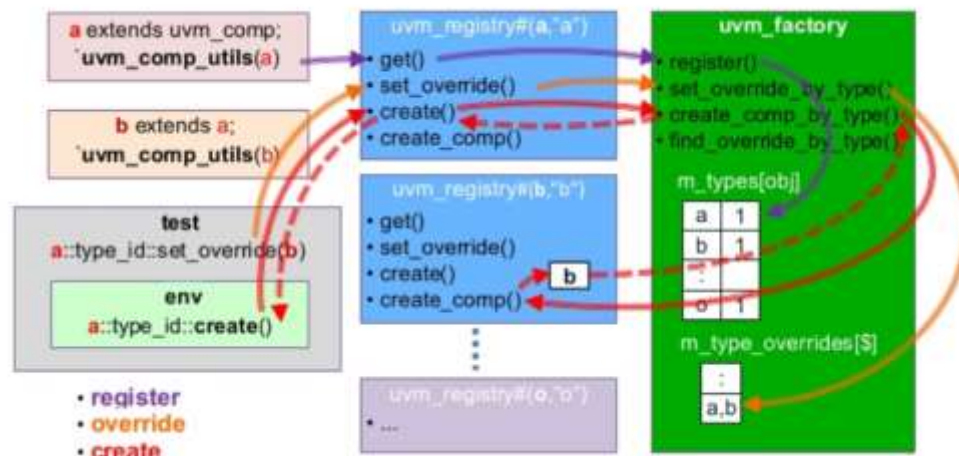 a extends uvm_comp;
`uvm_comp_utils(a)
b extends a;
`uvm_comp_utils(b)
test
a::type_id::set_override(b)
env
a::type_id::create()
• register
• override
• create
uvm_registry#(a,"a")
• get()
• set_override()
• create()
• create_comp()
uvm_registry#(b,"b")
• get()
• set_override()
• create()
• create_comp()
b
uvm_registry#(o,"o")
• ...
uvm_factory
• register()
• set_override_by_type()
• create_comp_by_type()
• find_override_by_type()
m_types[obj]
a 1
b 1
:
o 1
m_type_overrides[$]
:
a,b